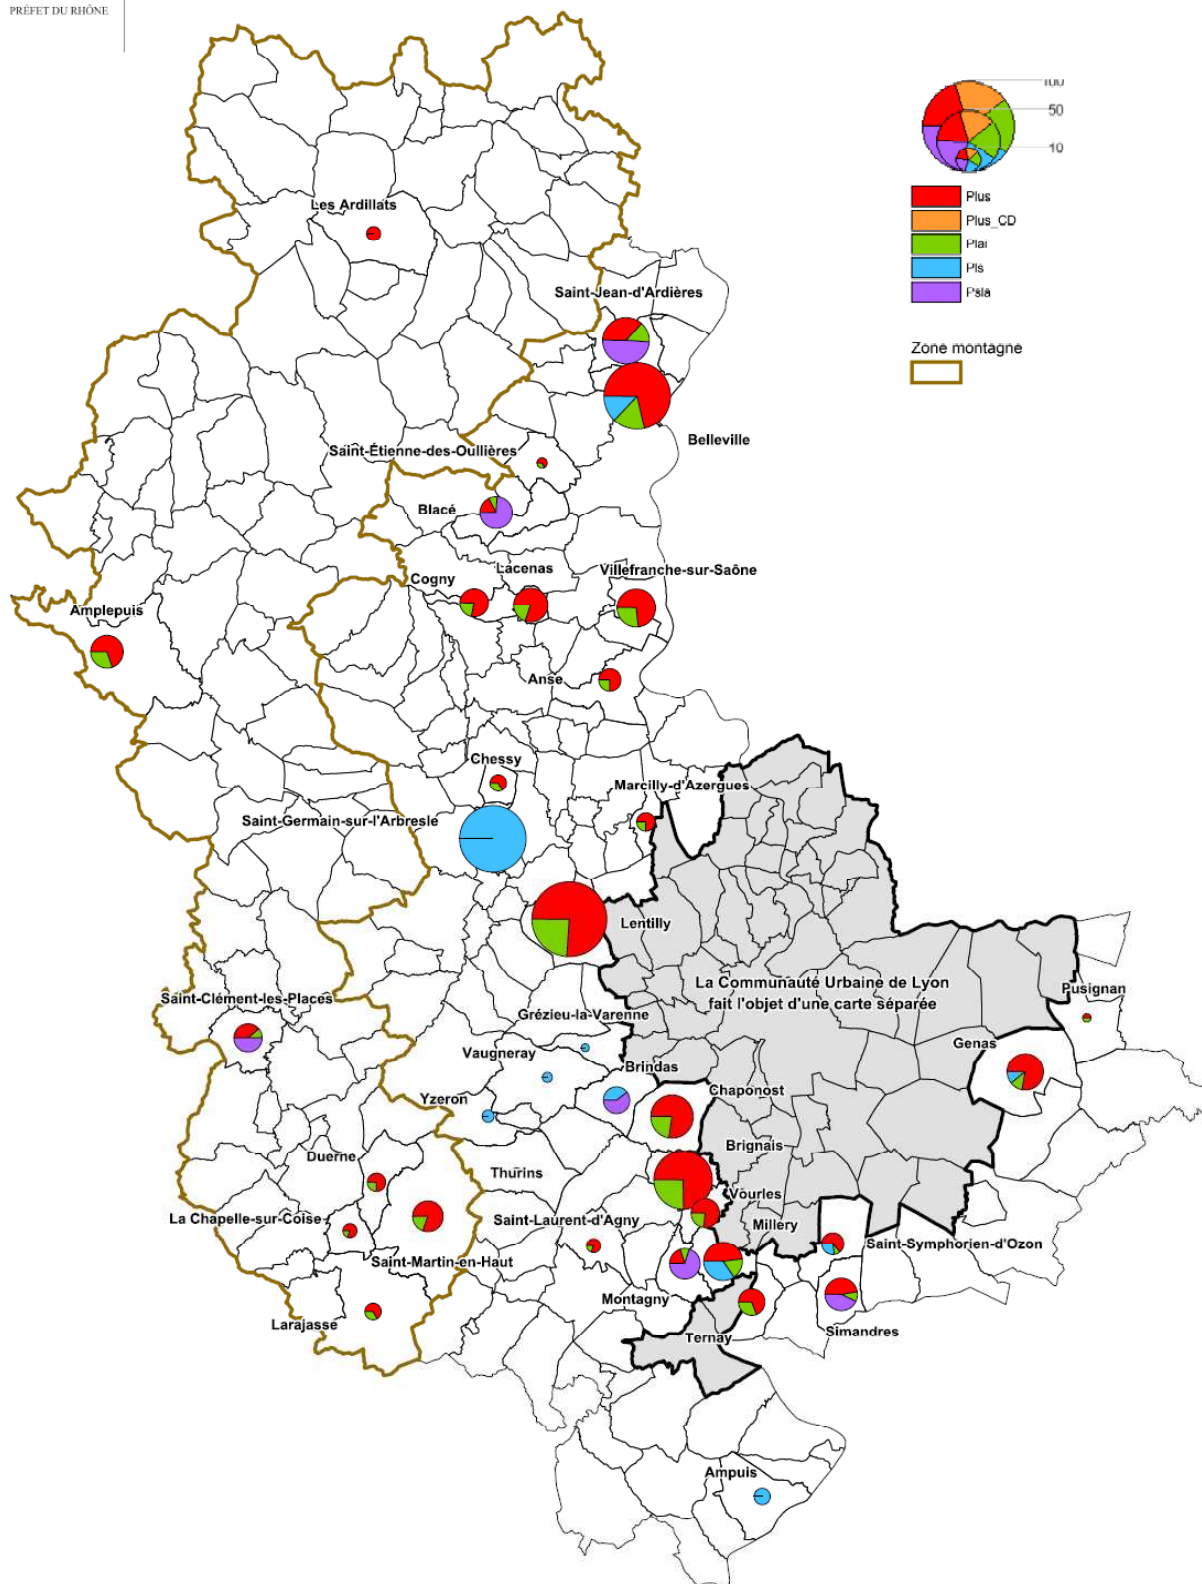 PRÉFET DU RHÔNE
100
50
10
Plus
Plus_CD
Plai
Pls
Psla
Zone montagne
Les Ardillats
Saint-Jean-d'Ardières
Belleville
Saint-Étienne-des-Oullières
Blacé
Lacenas
Villefranche-sur-Saône
Cogny
Amplepuis
Anse
Chessy
Marcilly-d'Azergues
Saint-Germain-sur-l'Arbresle
Lentilly
La Communauté Urbaine de Lyon
fait l'objet d'une carte séparée
Pusignan
Saint-Clément-les-Places
Grézieu-la-Varenne
Genas
Vaugneray
Brindas
Chaponost
Yzeron
Brignais
Duerne
Thurins
Vourles
La Chapelle-sur-Coise
Saint-Laurent-d'Agny
Millery
Saint-Symphorien-d'Ozon
Saint-Martin-en-Haut
Montagny
Larajasse
Ternay
Simandres
Ampuis